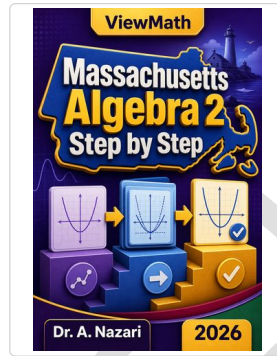 ViewMath
Massachusetts
Algebra 2
Step by Step
Dr. A. Nazari
2026